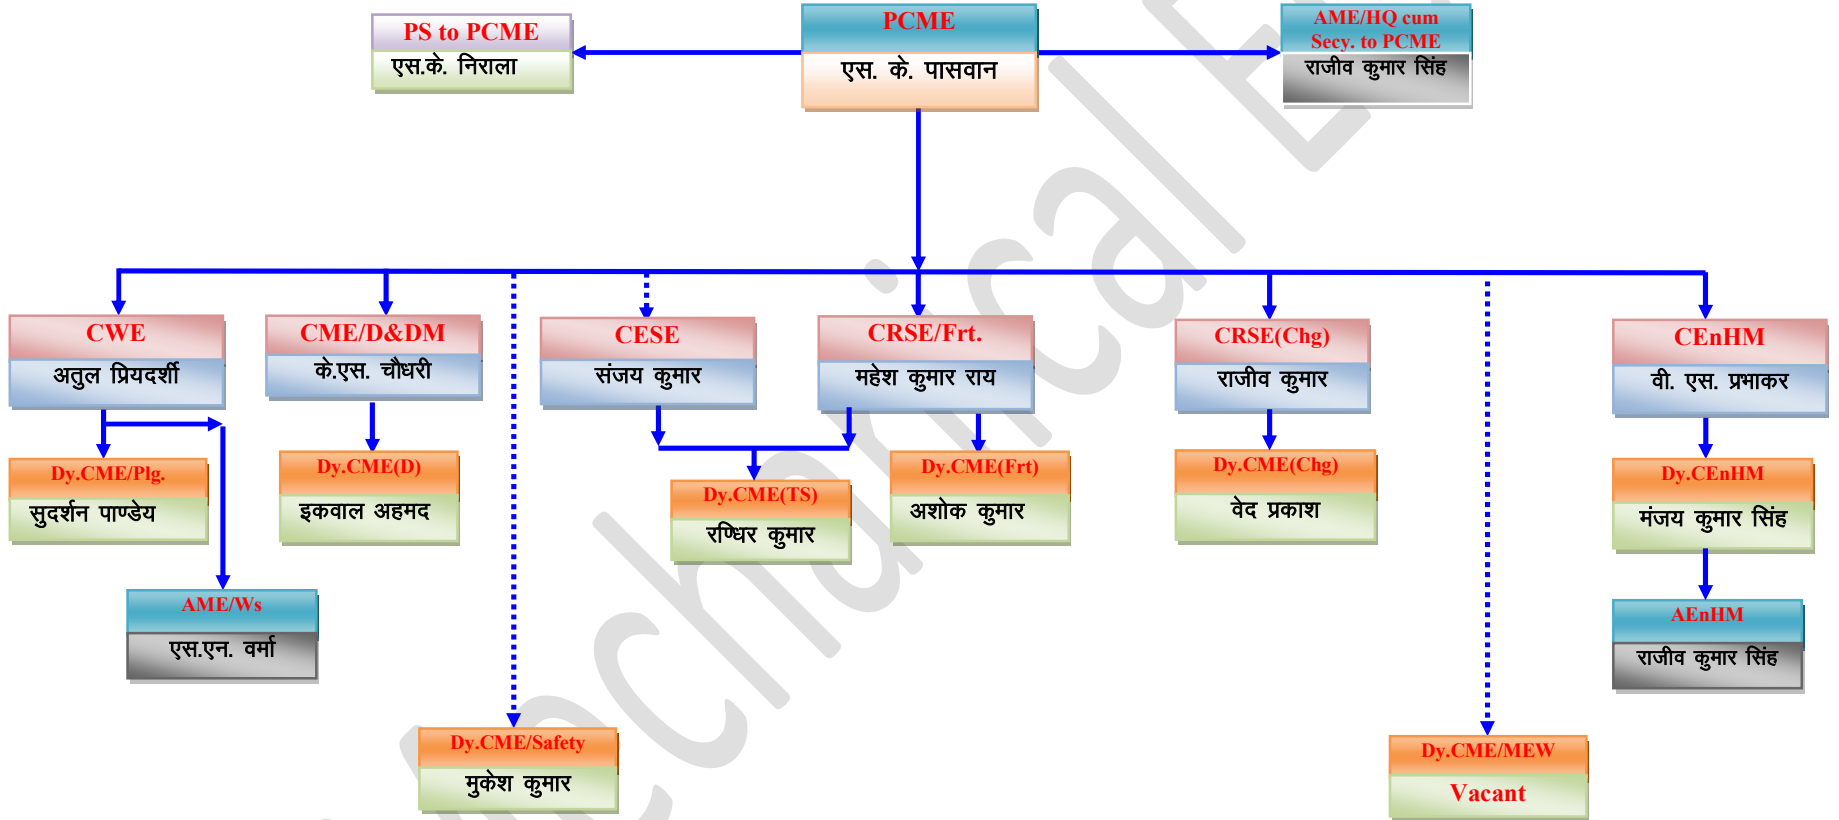 PS to PCME
एस.के. निराला
PCME
एस. के. पासवान
AME/HQ cum
Secy. to PCME
राजीव कुमार सिंह
CWE
अतुल प्रियदर्शी
CME/D&DM
के.एस. चौधरी
CESE
संजय कुमार
CRSE/Frt.
महेश कुमार राय
CRSE(Chg)
राजीव कुमार
CEnHM
वी. एस. प्रभाकर
Dy.CME/Plg.
सुदर्शन पाण्डेय
Dy.CME(D)
इकवाल अहमद
Dy.CME(TS)
रण्धिर कुमार
Dy.CME(Frt)
अशोक कुमार
Dy.CME(Chg)
वेद प्रकाश
Dy.CEnHM
मंजय कुमार सिंह
AME/Ws
एस.एन. वर्मा
AEnHM
राजीव कुमार सिंह
Dy.CME/Safety
मुकेश कुमार
Dy.CME/MEW
Vacant